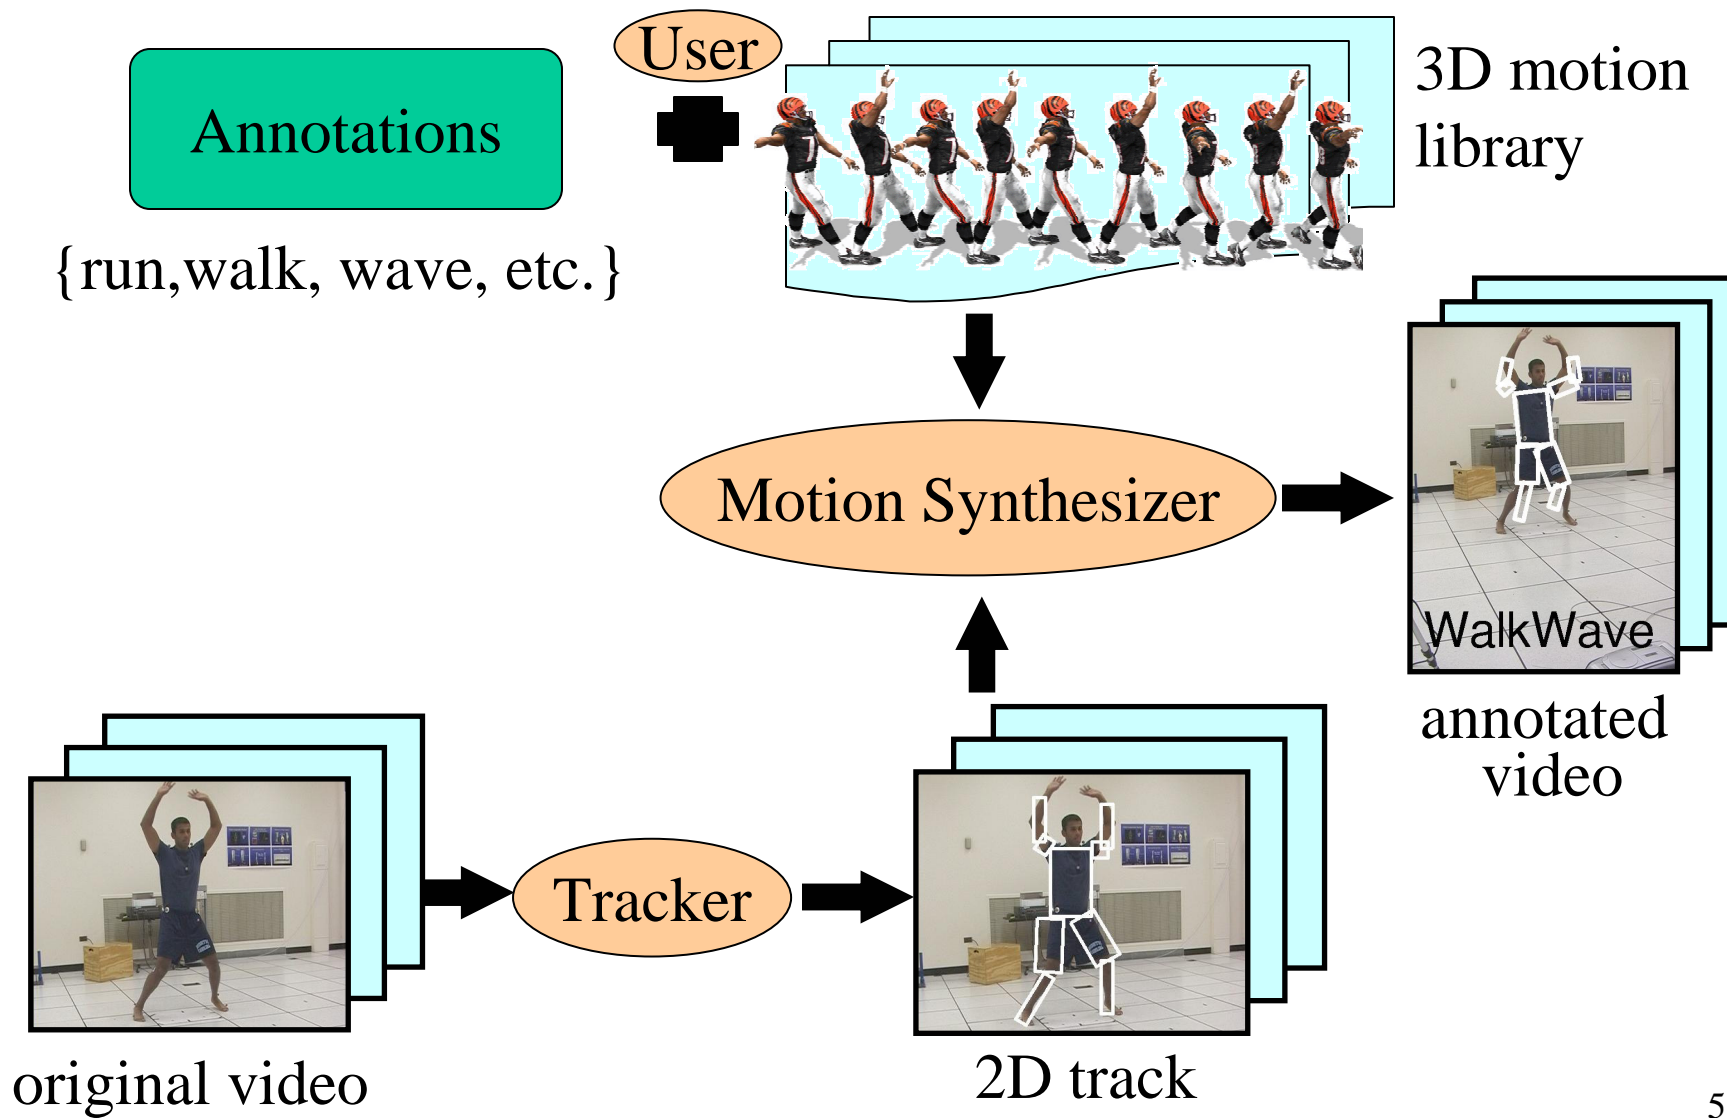 User
Annotations
3D motion
library
{run,walk, wave, etc.}
Motion Synthesizer
WalkWave
annotated
video
Tracker
original video
2D track
5